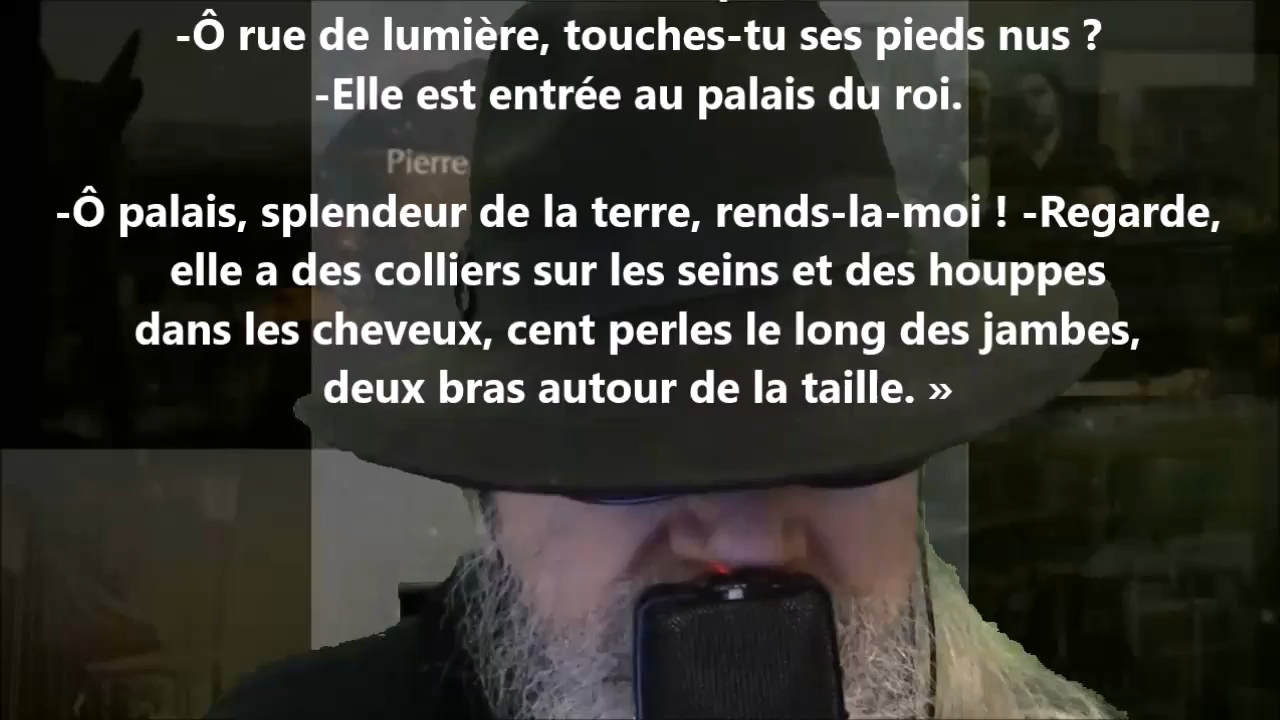 -Ô rue de lumière, touches-tu ses pieds nus ?
-Elle est entrée au palais du roi.
Pierre
-Ô palais, splendeur de la terre, rends-la-moi ! -Regarde,
elle a des colliers sur les seins et des houppes
dans les cheveux, cent perles le long des jambes,
deux bras autour de la taille. »